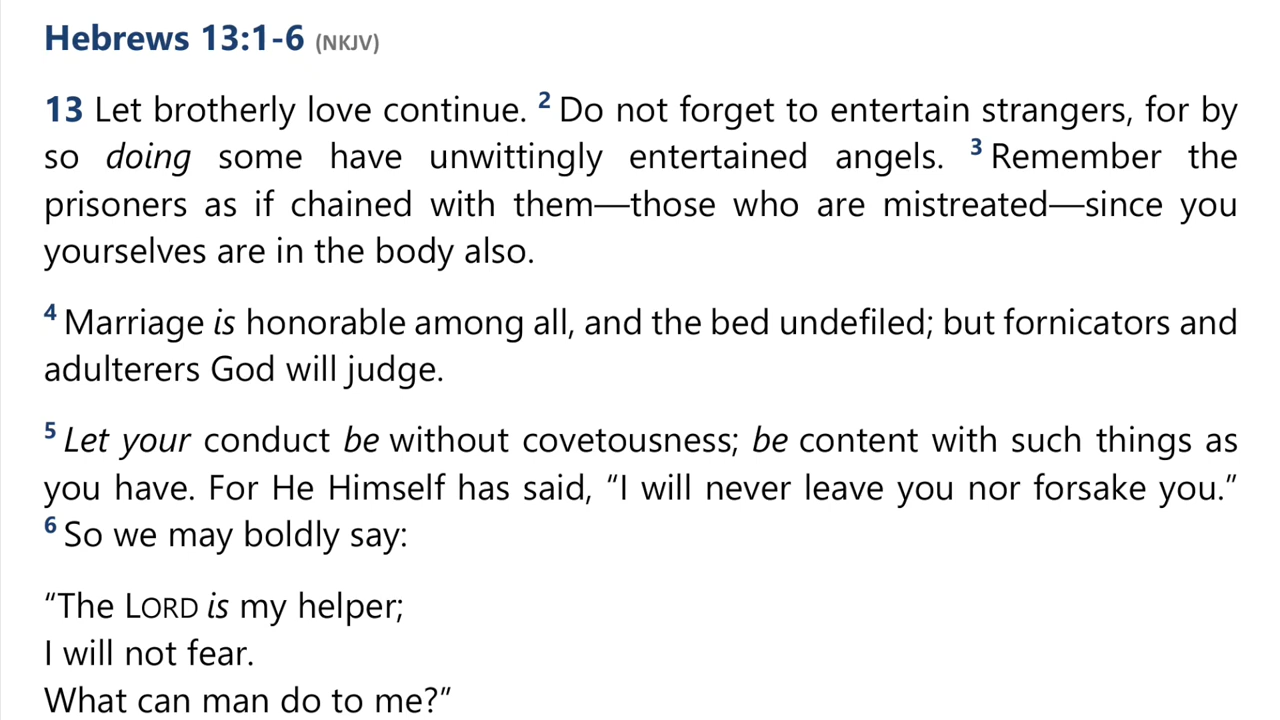 Hebrews 13:1-6 (NKJV)
13 Let brotherly love continue. 2 Do not forget to entertain strangers, for by
so doing some have unwittingly entertained angels. 3 Remember the
prisoners as if chained with them—those who are mistreated—since you
yourselves are in the body also.
4 Marriage is honorable among all, and the bed undefiled; but fornicators and
adulterers God will judge.
5 Let your conduct be without covetousness; be content with such things as
you have. For He Himself has said, “I will never leave you nor forsake you.”
6 So we may boldly say:
“The LORD is my helper;
I will not fear.
What can man do to me?”